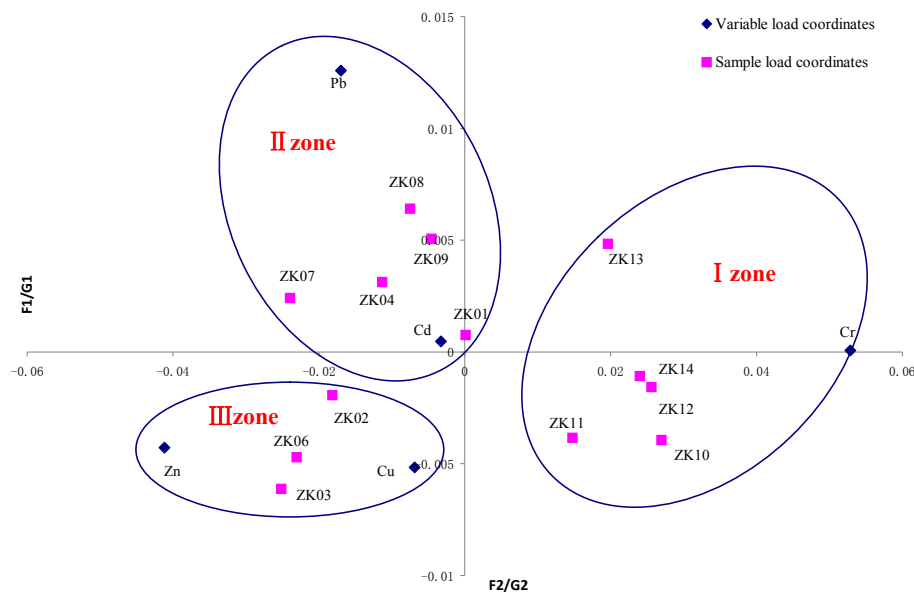 0.015
Variable load coordinates
Sample load coordinates
Pb
0.01
Ⅱ zone
ZK08
0.005
ZK09
ZK13
Ⅰ zone
ZK07
ZK04
F1/G1
ZK01
Cd
Cr
0
−0.06
−0.04
−0.02
0
0.02
0.04
0.06
ZK14
ZK02
Ⅲzone
ZK12
ZK11
ZK06
ZK10
Zn
Cu
−0.005
ZK03
−0.01
F2/G2